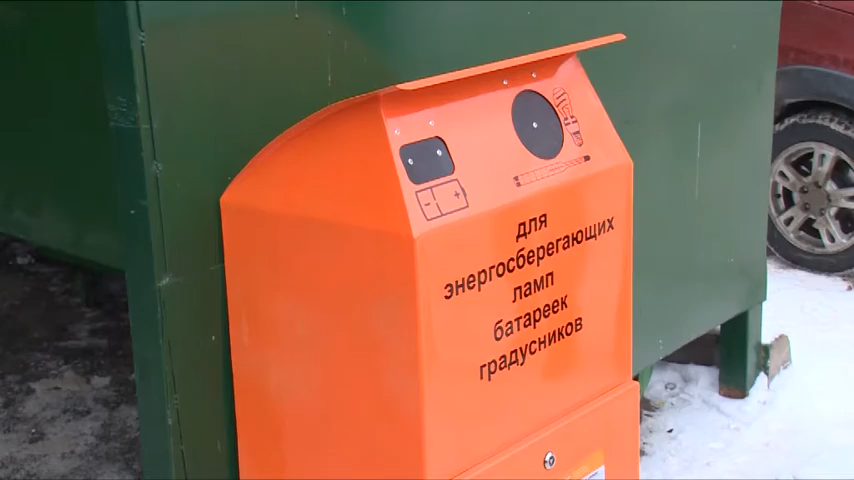 - +
для
энергосберегающих
ламп
батареек
градусников